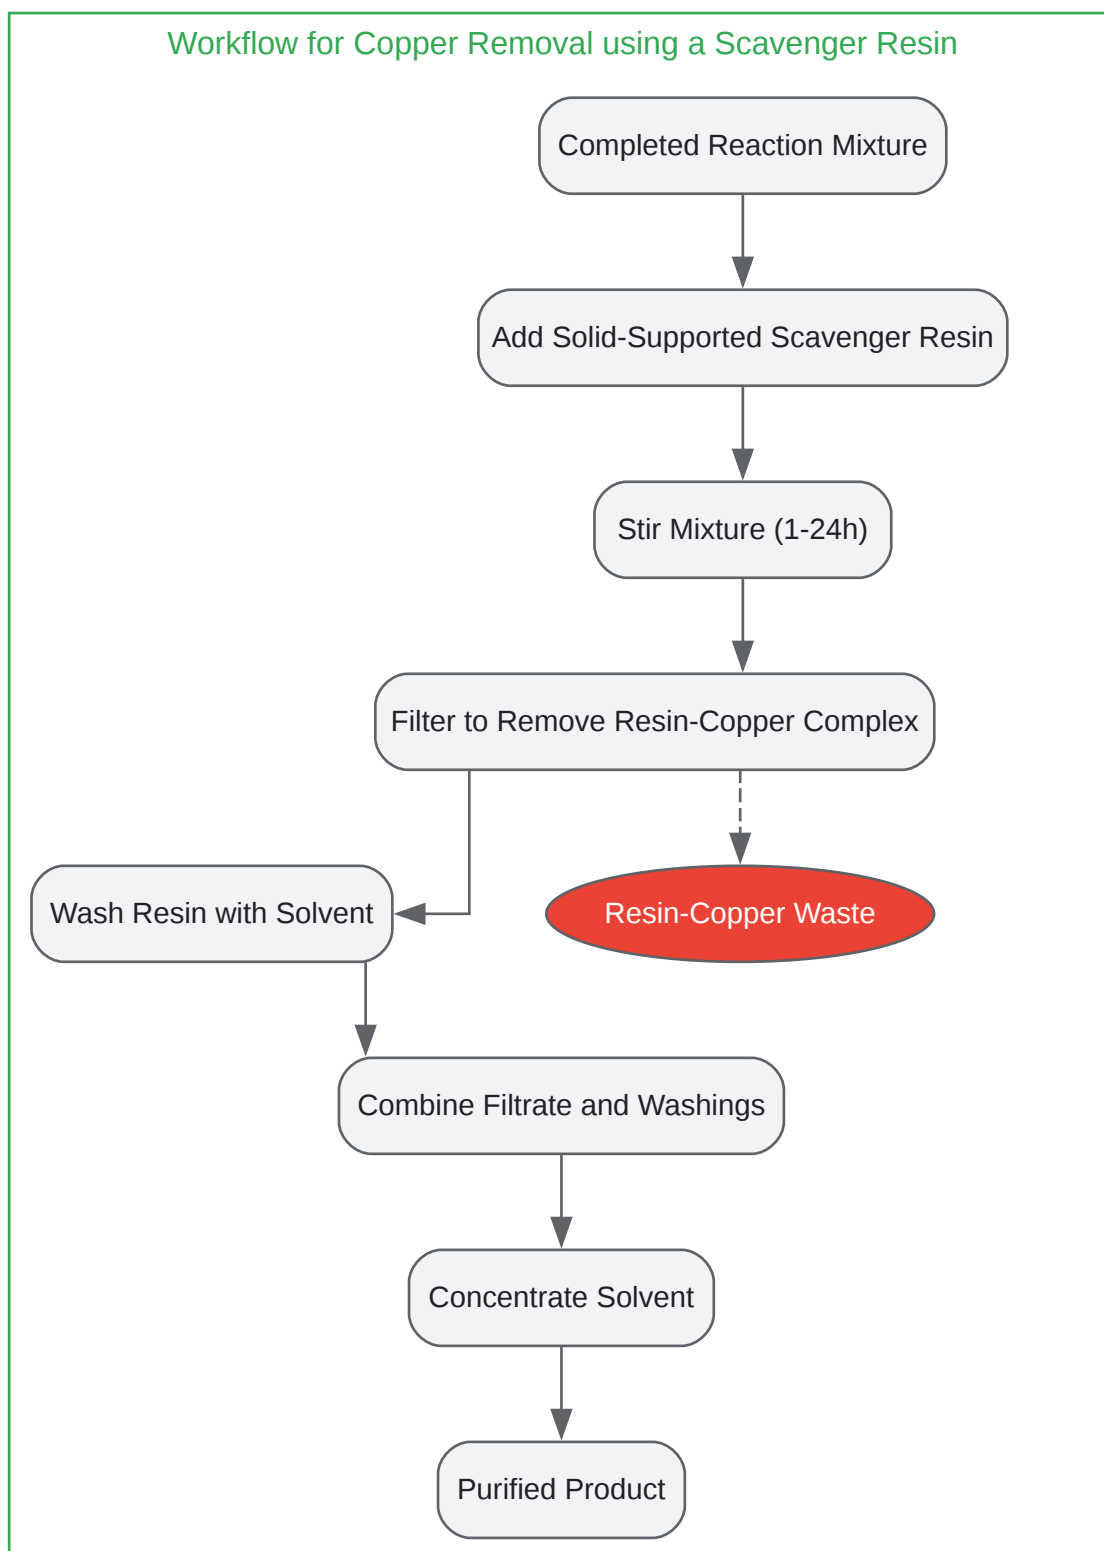 Workflow for Copper Removal using a Scavenger Resin
Completed Reaction Mixture
Add Solid-Supported Scavenger Resin
Stir Mixture (1-24h)
Filter to Remove Resin-Copper Complex
Wash Resin with Solvent
Resin-Copper Waste
Combine Filtrate and Washings
Concentrate Solvent
Purified Product